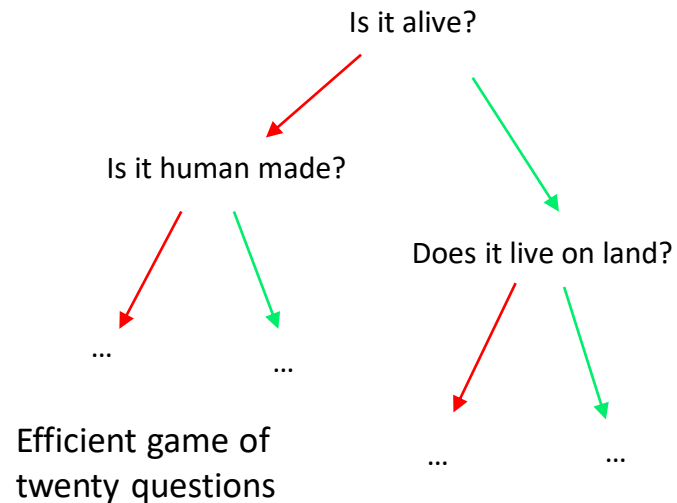 Is it alive?
Is it human made?
Does it live on land?
...
...
...
...
Efficient game of
twenty questions